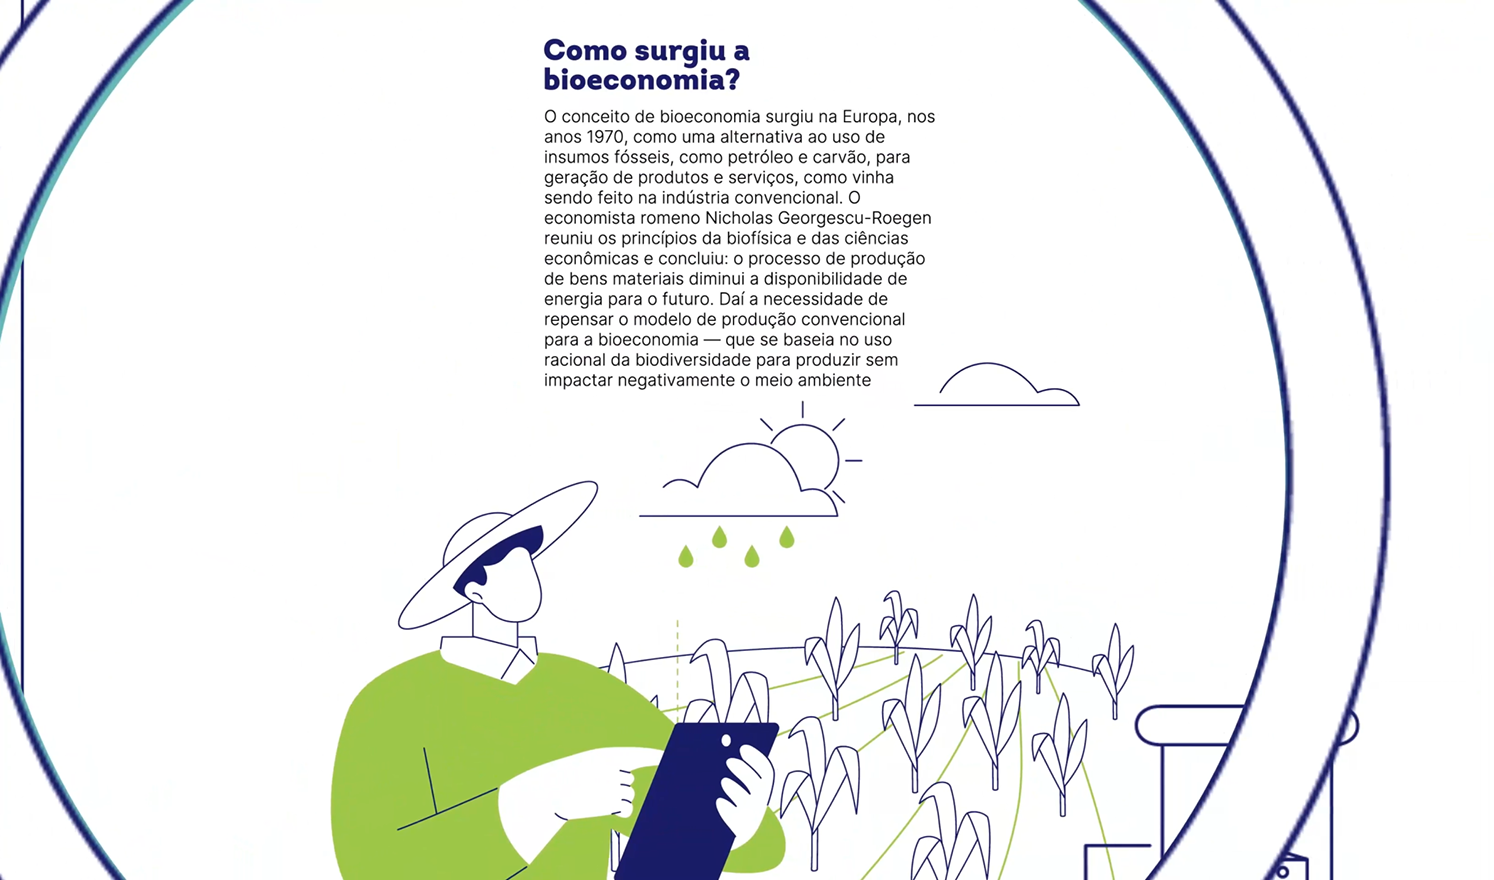 Como surgiu a
bioeconomia?
O conceito de bioeconomia surgiu na Europa, nos
anos 1970, como uma alternativa ao uso de
insumos fósseis, como petróleo e carvão, para
geração de produtos e serviços, como vinha
sendo feito na indústria convencional. O
economista romeno Nicholas Georgescu-Roegen
reuniu os princípios da biofísica e das ciências
econômicas e concluiu: o processo de produção
de bens materiais diminui a disponibilidade de
energia para o futuro. Daí a necessidade de
repensar o modelo de produção convencional
para a bioeconomia — que se baseia no uso
racional da biodiversidade para produzir sem
impactar negativamente o meio ambiente